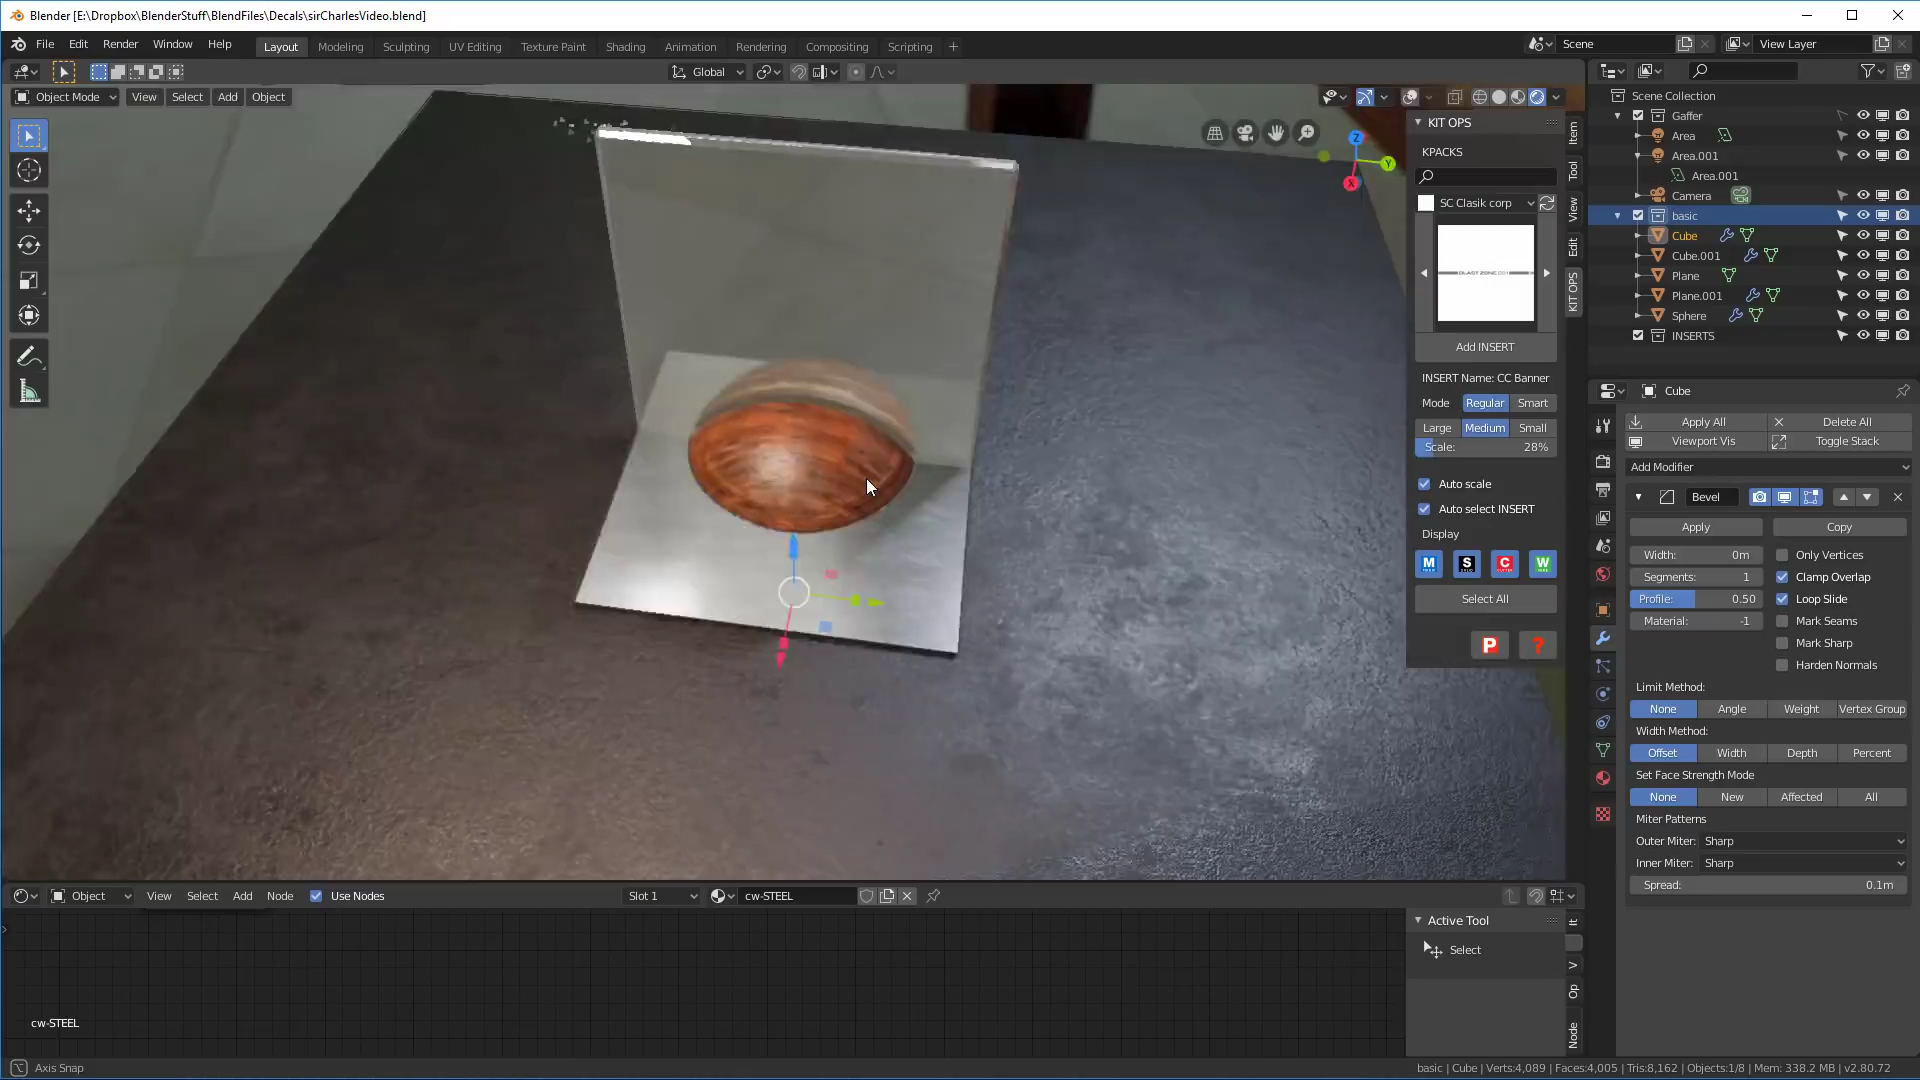 Blender [E:\Dropbox\BlenderStuff\BlendFiles\Decals\sirCharlesVideo.blend]
File Edit Render Window Help
Layout Modeling Sculpting UV Editing Texture Paint Shading Animation Rendering Compositing Scripting +
Scene
View Layer
Global
Object Mode View Select Add Object
Z
Y
X
KIT OPS
KPACKS
SC Clasik corp
BLAST ZONE 001
Add INSERT
INSERT Name: CC Banner
Mode Regular Smart
Large Medium Small
Scale: 28%
Auto scale
Auto select INSERT
Display
M S C W
Select All
P ?
Item
Tool
View
Edit
KIT OPS
Scene Collection
Gaffer
Area
Area.001
Area.001
Camera
basic
Cube
Cube.001
Plane
Plane.001
Sphere
INSERTS
Cube
Apply All Delete All
Viewport Vis Toggle Stack
Add Modifier
Bevel
Apply Copy
Width: 0m Only Vertices
Segments: 1 Clamp Overlap
Profile: 0.50 Loop Slide
Material: -1 Mark Seams
Mark Sharp
Harden Normals
Limit Method:
None Angle Weight Vertex Group
Width Method:
Offset Width Depth Percent
Set Face Strength Mode
None New Affected All
Miter Patterns
Outer Miter: Sharp
Inner Miter: Sharp
Spread: 0.1m
Object View Select Add Node Use Nodes Slot 1 cw-STEEL
Active Tool
Select
It
V
Op
Node
cw-STEEL
Axis Snap
basic | Cube | Verts:4,089 | Faces:4,005 | Tris:8,162 | Objects:1/8 | Mem: 338.2 MB | v2.80.72